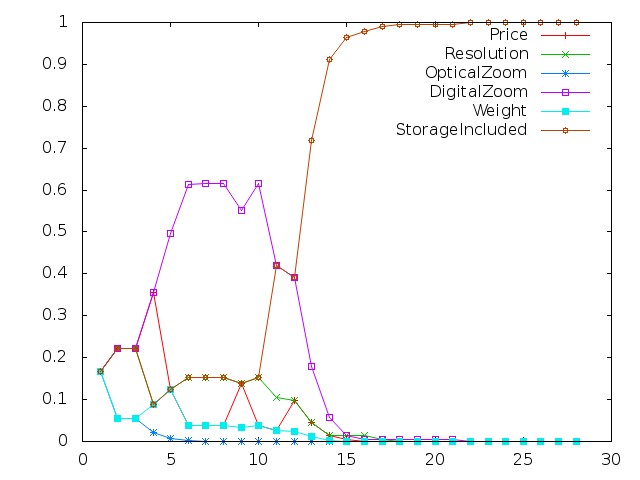 1
0.9
0.8
0.7
0.6
0.5
0.4
0.3
0.2
0.1
0
0 5 10 15 20 25 30
Price
Resolution
OpticalZoom
DigitalZoom
Weight
StorageIncluded